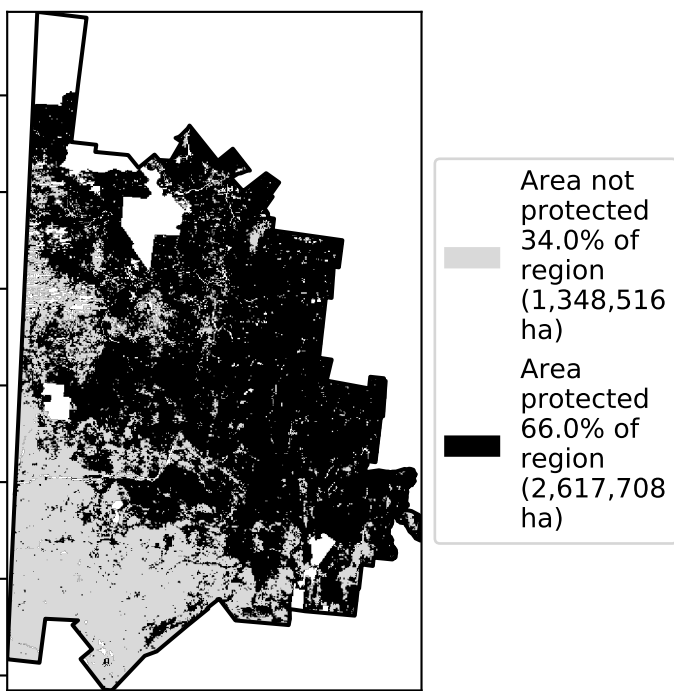 Area not
protected
34.0% of
region
(1,348,516
ha)
Area
protected
66.0% of
region
(2,617,708
ha)